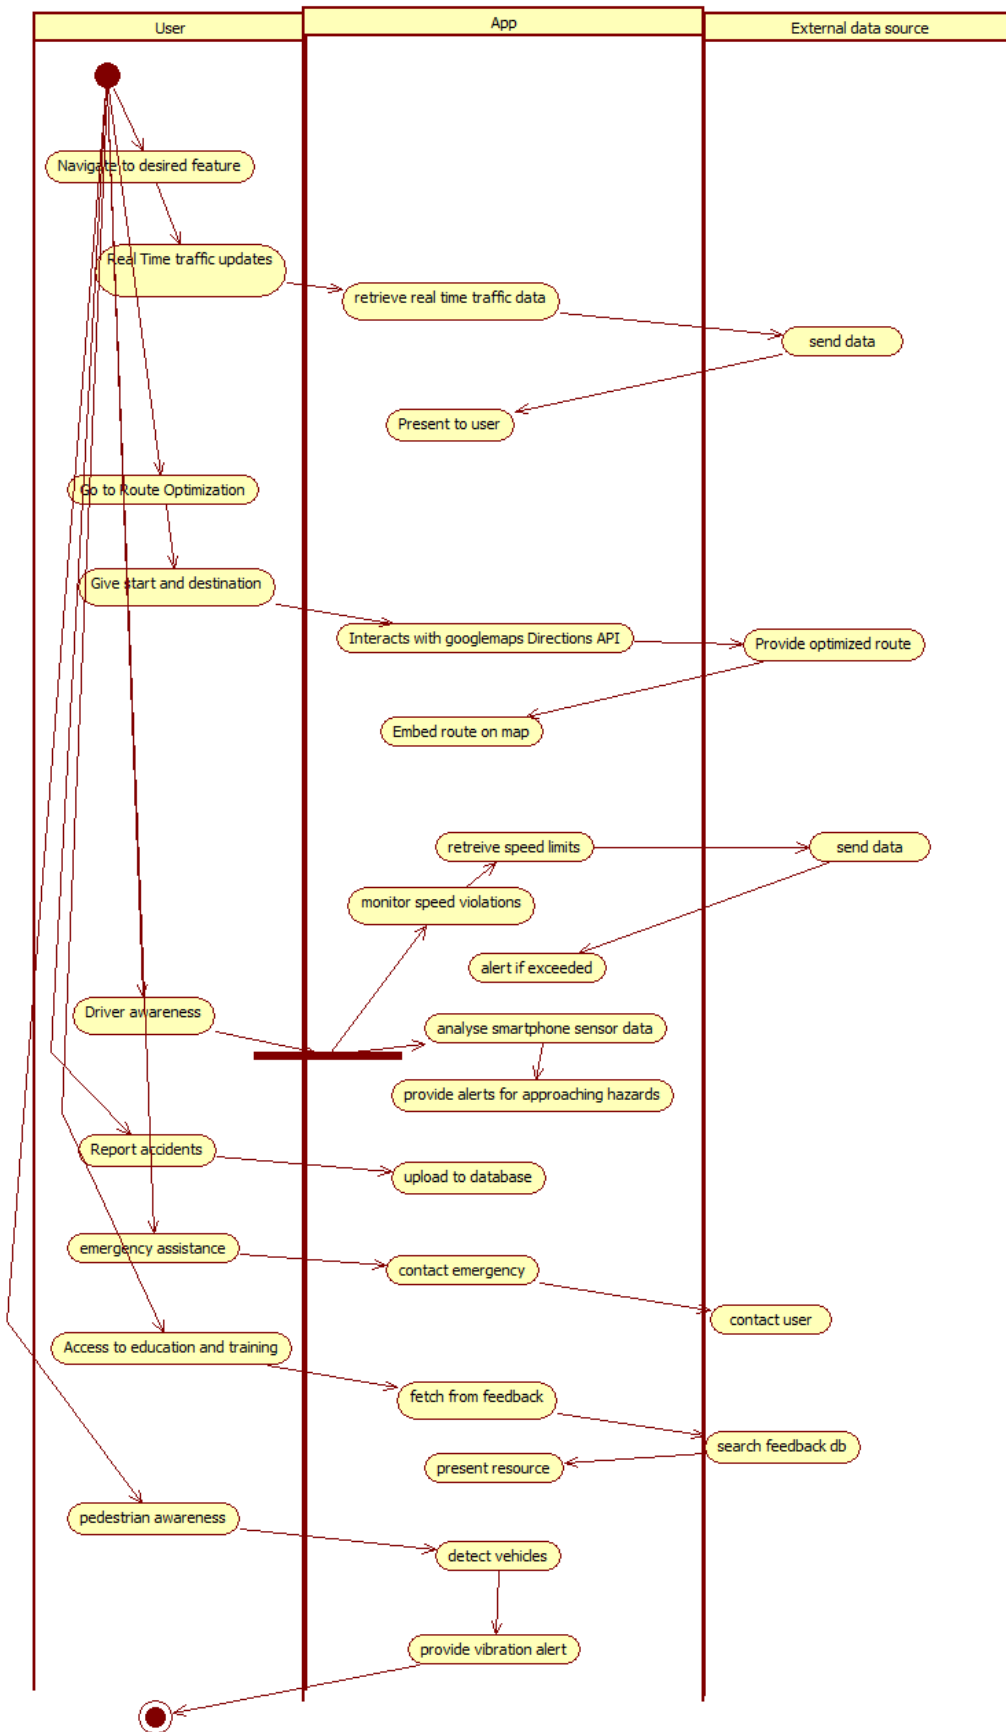 User
App
External data source
Navigate to desired feature
Real Time traffic updates
retrieve real time traffic data
send data
Present to user
Go to Route Optimization
Give start and destination
Interacts with googlemaps Directions API
Provide optimized route
Embed route on map
retreive speed limits
send data
monitor speed violations
alert if exceeded
Driver awareness
analyse smartphone sensor data
provide alerts for approaching hazards
Report accidents
upload to database
emergency assistance
contact emergency
contact user
Access to education and training
fetch from feedback
search feedback db
present resource
pedestrian awareness
detect vehicles
provide vibration alert